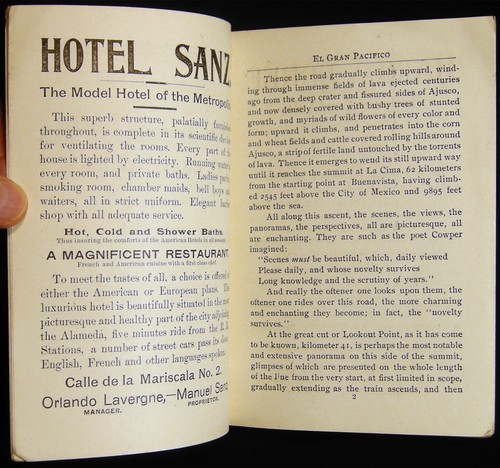 HOTEL SANZ
The Model Hotel of the Metropolis
This superb structure, palatially furnished
throughout, is complete in its scientific
for ventilating the rooms. Every part of
house is lighted by electricity. Running water
every room, and private baths. Ladies
smoking room, chamber maids, bell boys
waiters, all in strict uniform. Elegant
shop with all adequate service.
Hot, Cold and Shower Baths.
Thus insuring the comforts of the American Hotels in all
A MAGNIFICENT RESTAURANT.
French and American cuisine with a first class chef.
To meet the tastes of all, a choice is offered
either the American or European plans. The
luxurious hotel is beautifully situated in the most
picturesque and healthy part of the city adjoining
the Alameda, five minutes ride from the R. R.
Stations, a number of street cars pass its
English, French and other languages spoken.
Calle de la Mariscala No. 2.
Orlando Lavergne,—Manuel Sanz
MANAGER. PROPRIETOR.
EL GRAN PACIFICO
Thence the road gradually climbs upward, wind-
ing through immense fields of lava ejected centuries
ago from the deep crater and fissured sides of Ajusco,
and now densely covered with bushy trees of stunted
growth, and myriads of wild flowers of every color and
form; upward it climbs, and penetrates into the corn
and wheat fields and cattle covered rolling hills around
Ajusco, a strip of fertile land untouched by the torrents
of lava. Thence it emerges to wend its still upward way
until it reaches the summit at La Cima, 62 kilometers
from the starting point at Buenavista, having climb-
ed 2545 feet above the City of Mexico and 9895 feet
above the sea.
All along this ascent, the scenes, the views, the
panoramas, the perspectives, all are picturesque, all
are enchanting. They are such as the poet Cowper
imagined:
"Scenes must be beautiful, which, daily viewed
Please daily, and whose novelty survives
Long knowledge and the scrutiny of years."
And really the oftener one looks upon them, the
oftener one rides over this road, the more charming
and enchanting they become; in fact, the "novelty
survives."
At the great cut or Lookout Point, as it has come
to be known, kilometer 41, is perhaps the most notable
and extensive panorama on this side of the summit,
glimpses of which are presented on the whole length
of the line from the very start, at first limited in scope,
gradually extending as the train ascends, and then
2